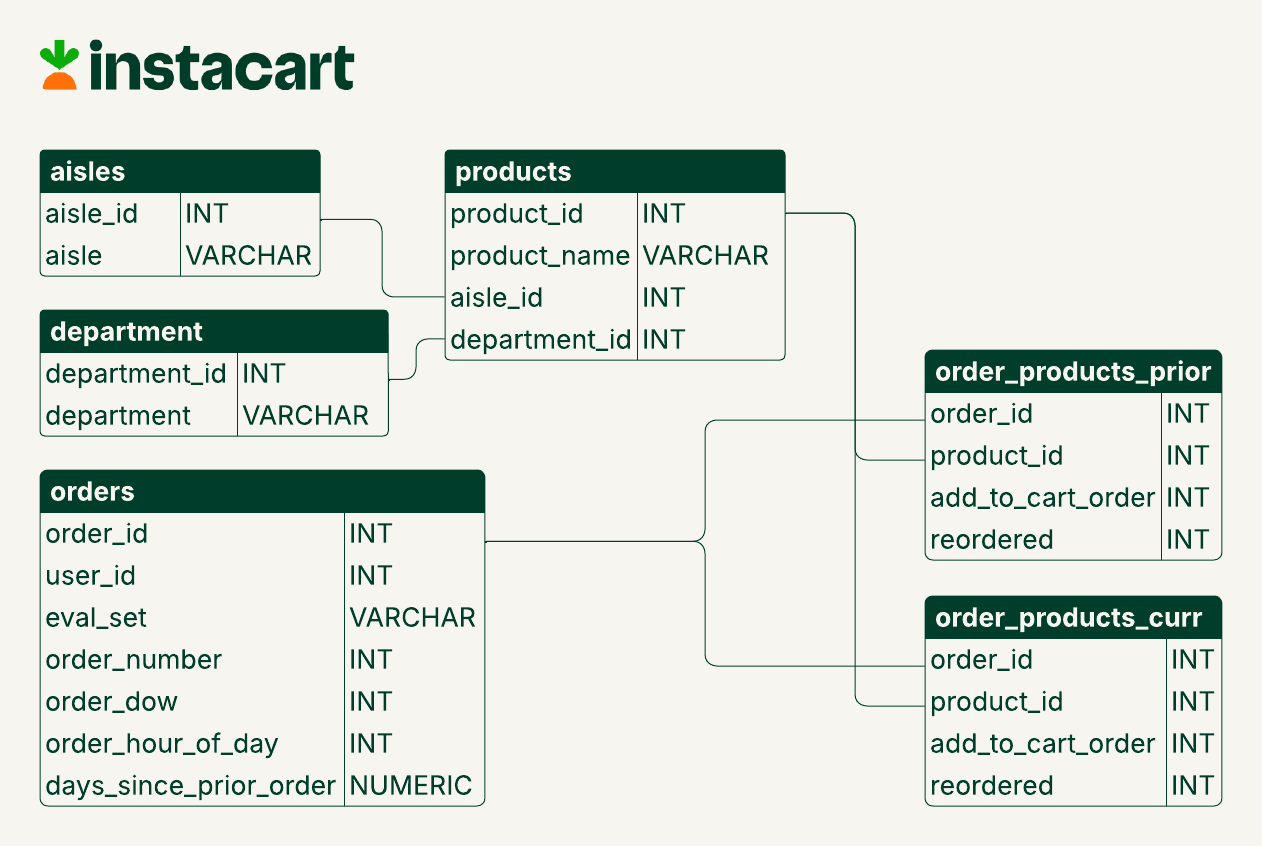 instacart
aisles
aisle_id INT
aisle VARCHAR
department
department_id INT
department VARCHAR
orders
order_id INT
user_id INT
eval_set VARCHAR
order_number INT
order_dow INT
order_hour_of_day INT
days_since_prior_order NUMERIC
products
product_id INT
product_name VARCHAR
aisle_id INT
department_id INT
order_products_prior
order_id INT
product_id INT
add_to_cart_order INT
reordered INT
order_products_curr
order_id INT
product_id INT
add_to_cart_order INT
reordered INT